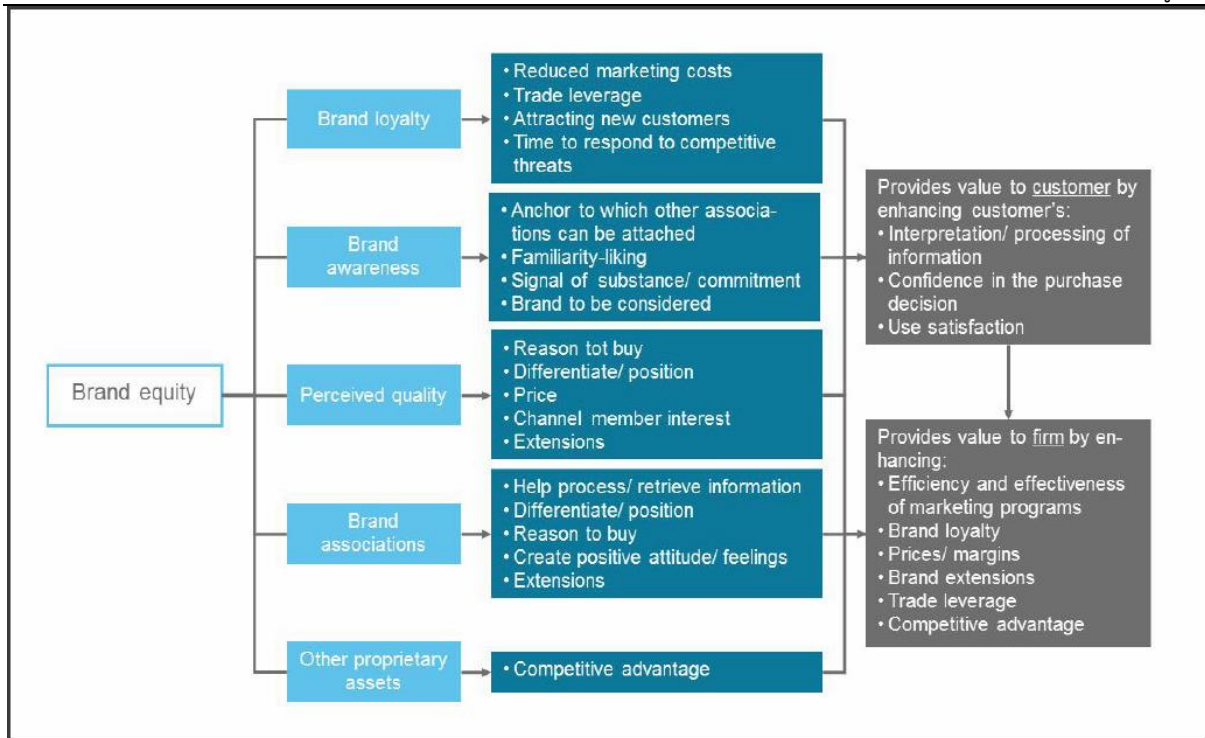 Brand equity
Brand loyalty
• Reduced marketing costs
• Trade leverage
• Attracting new customers
• Time to respond to competitive
threats
Brand
awareness
• Anchor to which other associa-
tions can be attached
• Familiarity-liking
• Signal of substance/ commitment
• Brand to be considered
Perceived quality
• Reason tot buy
• Differentiate/ position
• Price
• Channel member interest
• Extensions
Brand
associations
• Help process/ retrieve information
• Differentiate/ position
• Reason to buy
• Create positive attitude/ feelings
• Extensions
Other proprietary
assets
• Competitive advantage
Provides value to customer by
enhancing customer's:
• Interpretation/ processing of
information
• Confidence in the purchase
decision
• Use satisfaction
Provides value to firm by en-
hancing:
• Efficiency and effectiveness
of marketing programs
• Brand loyalty
• Prices/ margins
• Brand extensions
• Trade leverage
• Competitive advantage